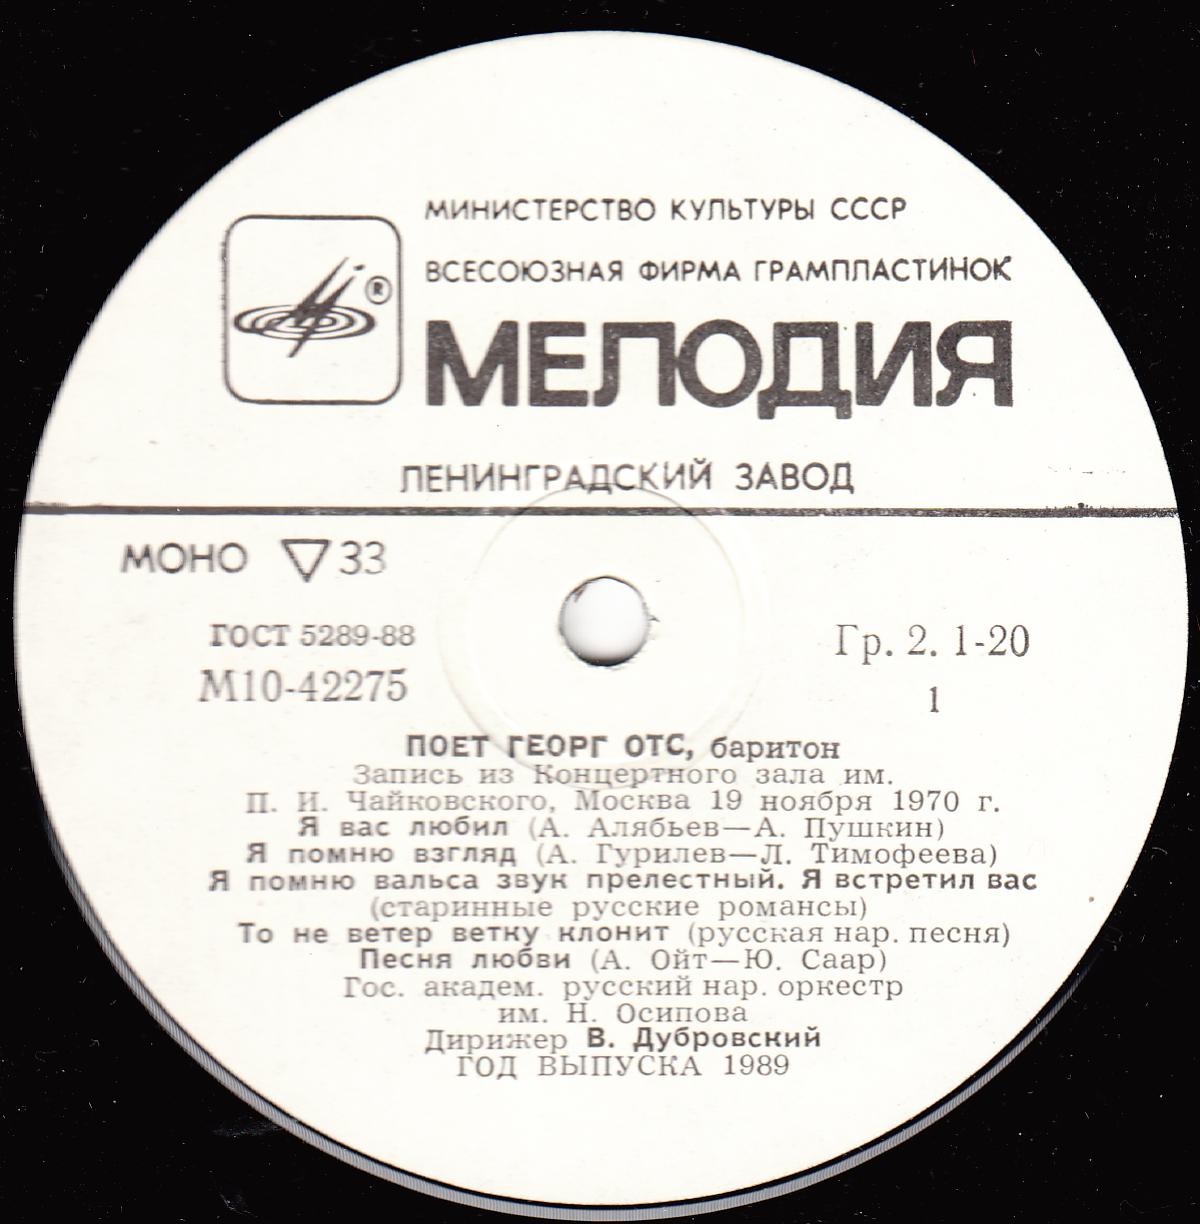 МИНИСТЕРСТВО КУЛЬТУРЫ СССР
ВСЕСОЮЗНАЯ ФИРМА ГРАМПЛАСТИНОК
®
МЕЛОДИЯ
ЛЕНИНГРАДСКИЙ ЗАВОД
МОНО ▽ 33
ГОСТ 5289-88
М10-42275
Гр. 2. 1-20
1
ПОЕТ ГЕОРГ ОТС, баритон
Запись из Концертного зала им.
П. И. Чайковского, Москва 19 ноября 1970 г.
Я вас любил (А. Алябьев—А. Пушкин)
Я помню взгляд (А. Гурилев—Л. Тимофеева)
Я помню вальса звук прелестный. Я встретил вас
(старинные русские романсы)
То не ветер ветку клонит (русская нар. песня)
Песня любви (А. Ойт—Ю. Саар)
Гос. академ. русский нар. оркестр
им. Н. Осипова
Дирижер В. Дубровский
ГОД ВЫПУСКА 1989